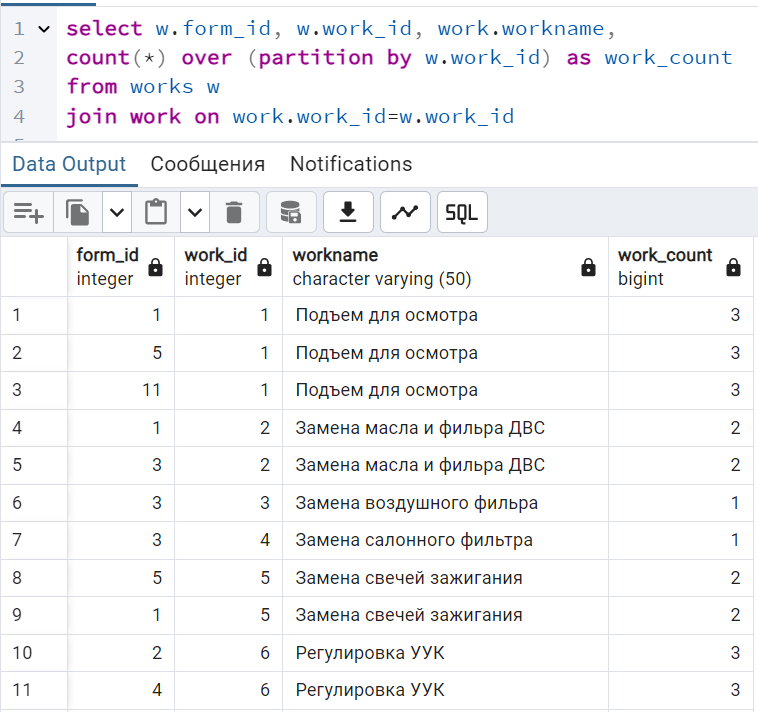 1 select w.form_id, w.work_id, work.workname,
2 count(*) over (partition by w.work_id) as work_count
3 from works w
4 join work on work.work_id=w.work_id
Data Output Сообщения Notifications
SQL
form_id work_id workname work_count
integer integer character varying (50) bigint
1 1 1 Подъем для осмотра 3
2 5 1 Подъем для осмотра 3
3 11 1 Подъем для осмотра 3
4 1 2 Замена масла и фильра ДВС 2
5 3 2 Замена масла и фильра ДВС 2
6 3 3 Замена воздушного фильра 1
7 3 4 Замена салонного фильтра 1
8 5 5 Замена свечей зажигания 2
9 1 5 Замена свечей зажигания 2
10 2 6 Регулировка УУК 3
11 4 6 Регулировка УУК 3